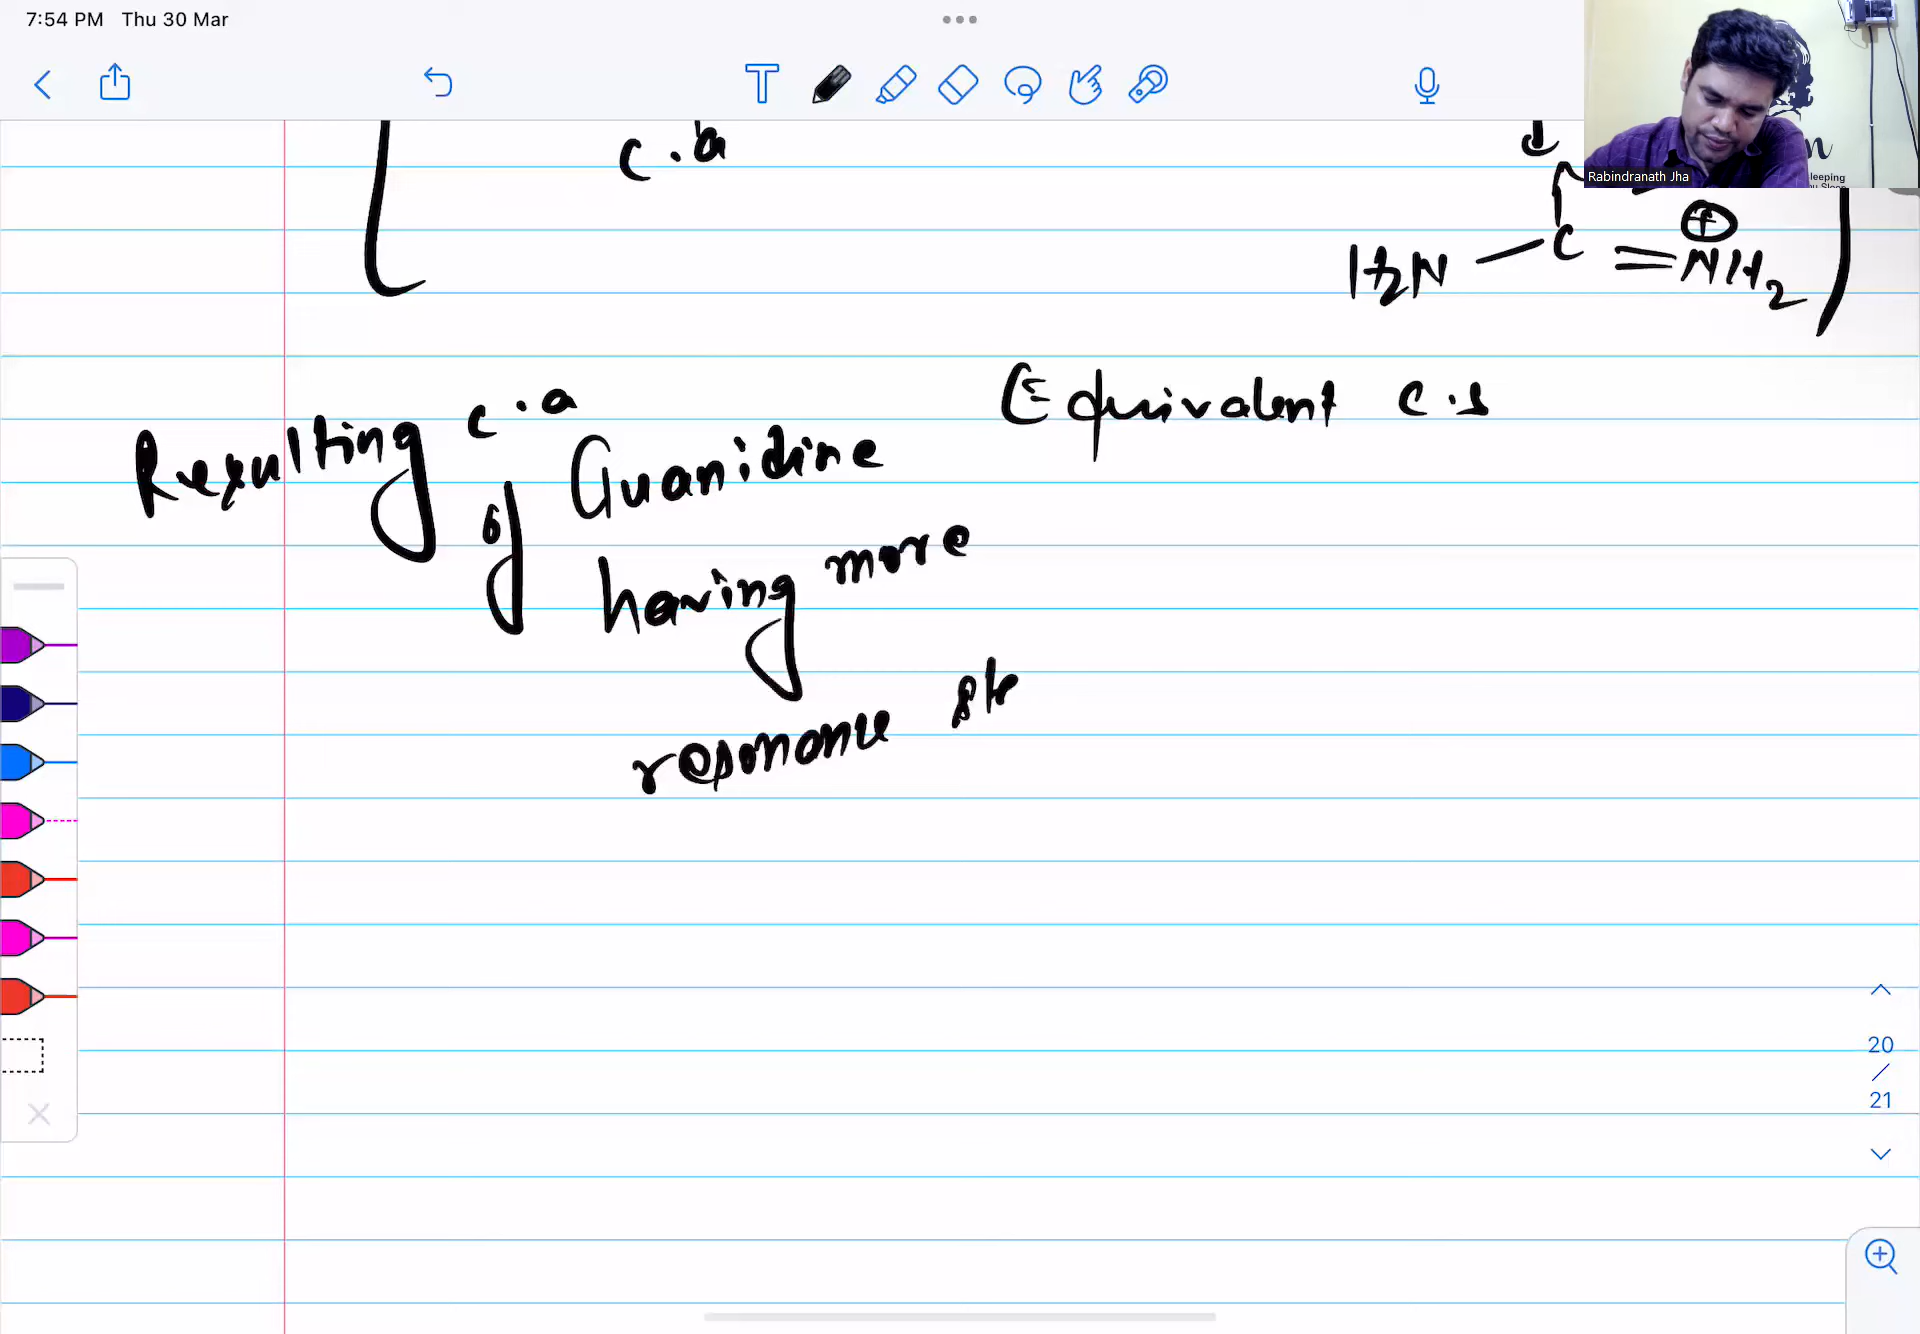 7:54 PM Thu 30 Mar
c.a
Rabindranath Jha
leeping
H2N — C = NH2
⊕
Equivalent c.s
Resulting c.a
of Guanidine
having more
resonance
20
/
21